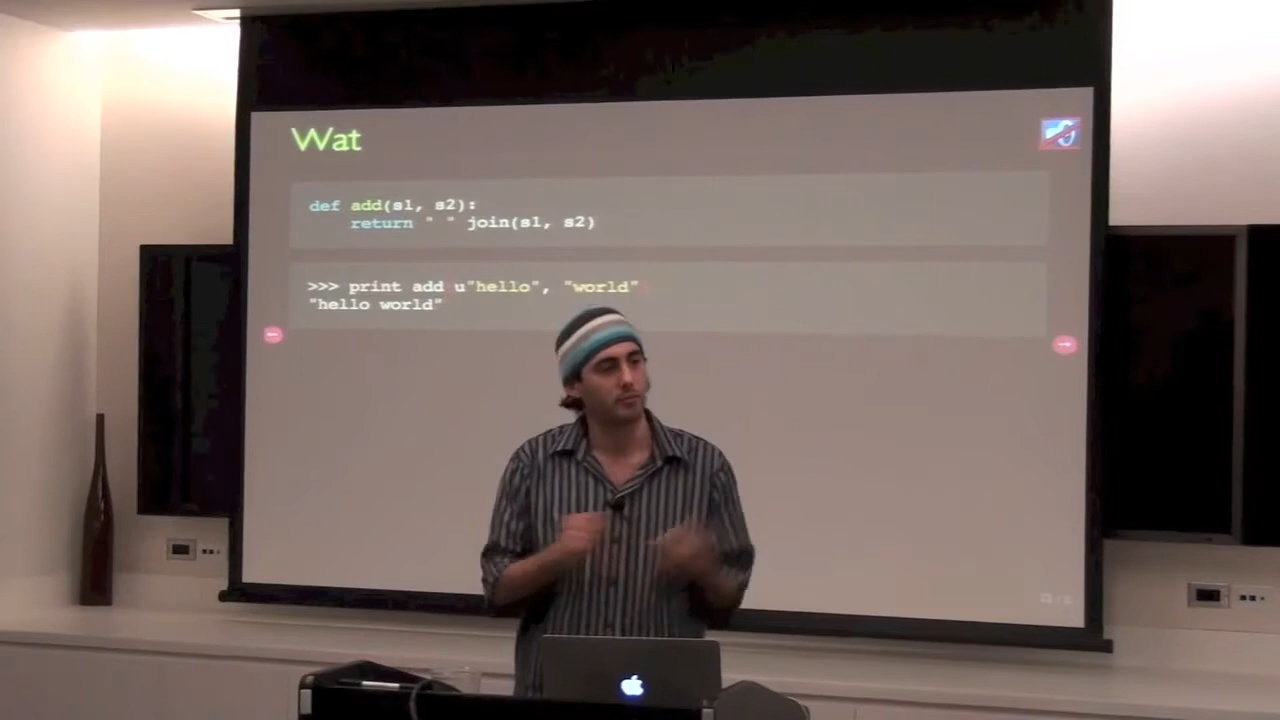 Wat
def add(s1, s2):
return " " join(s1, s2)
>>> print add u"hello", "world"
"hello world"